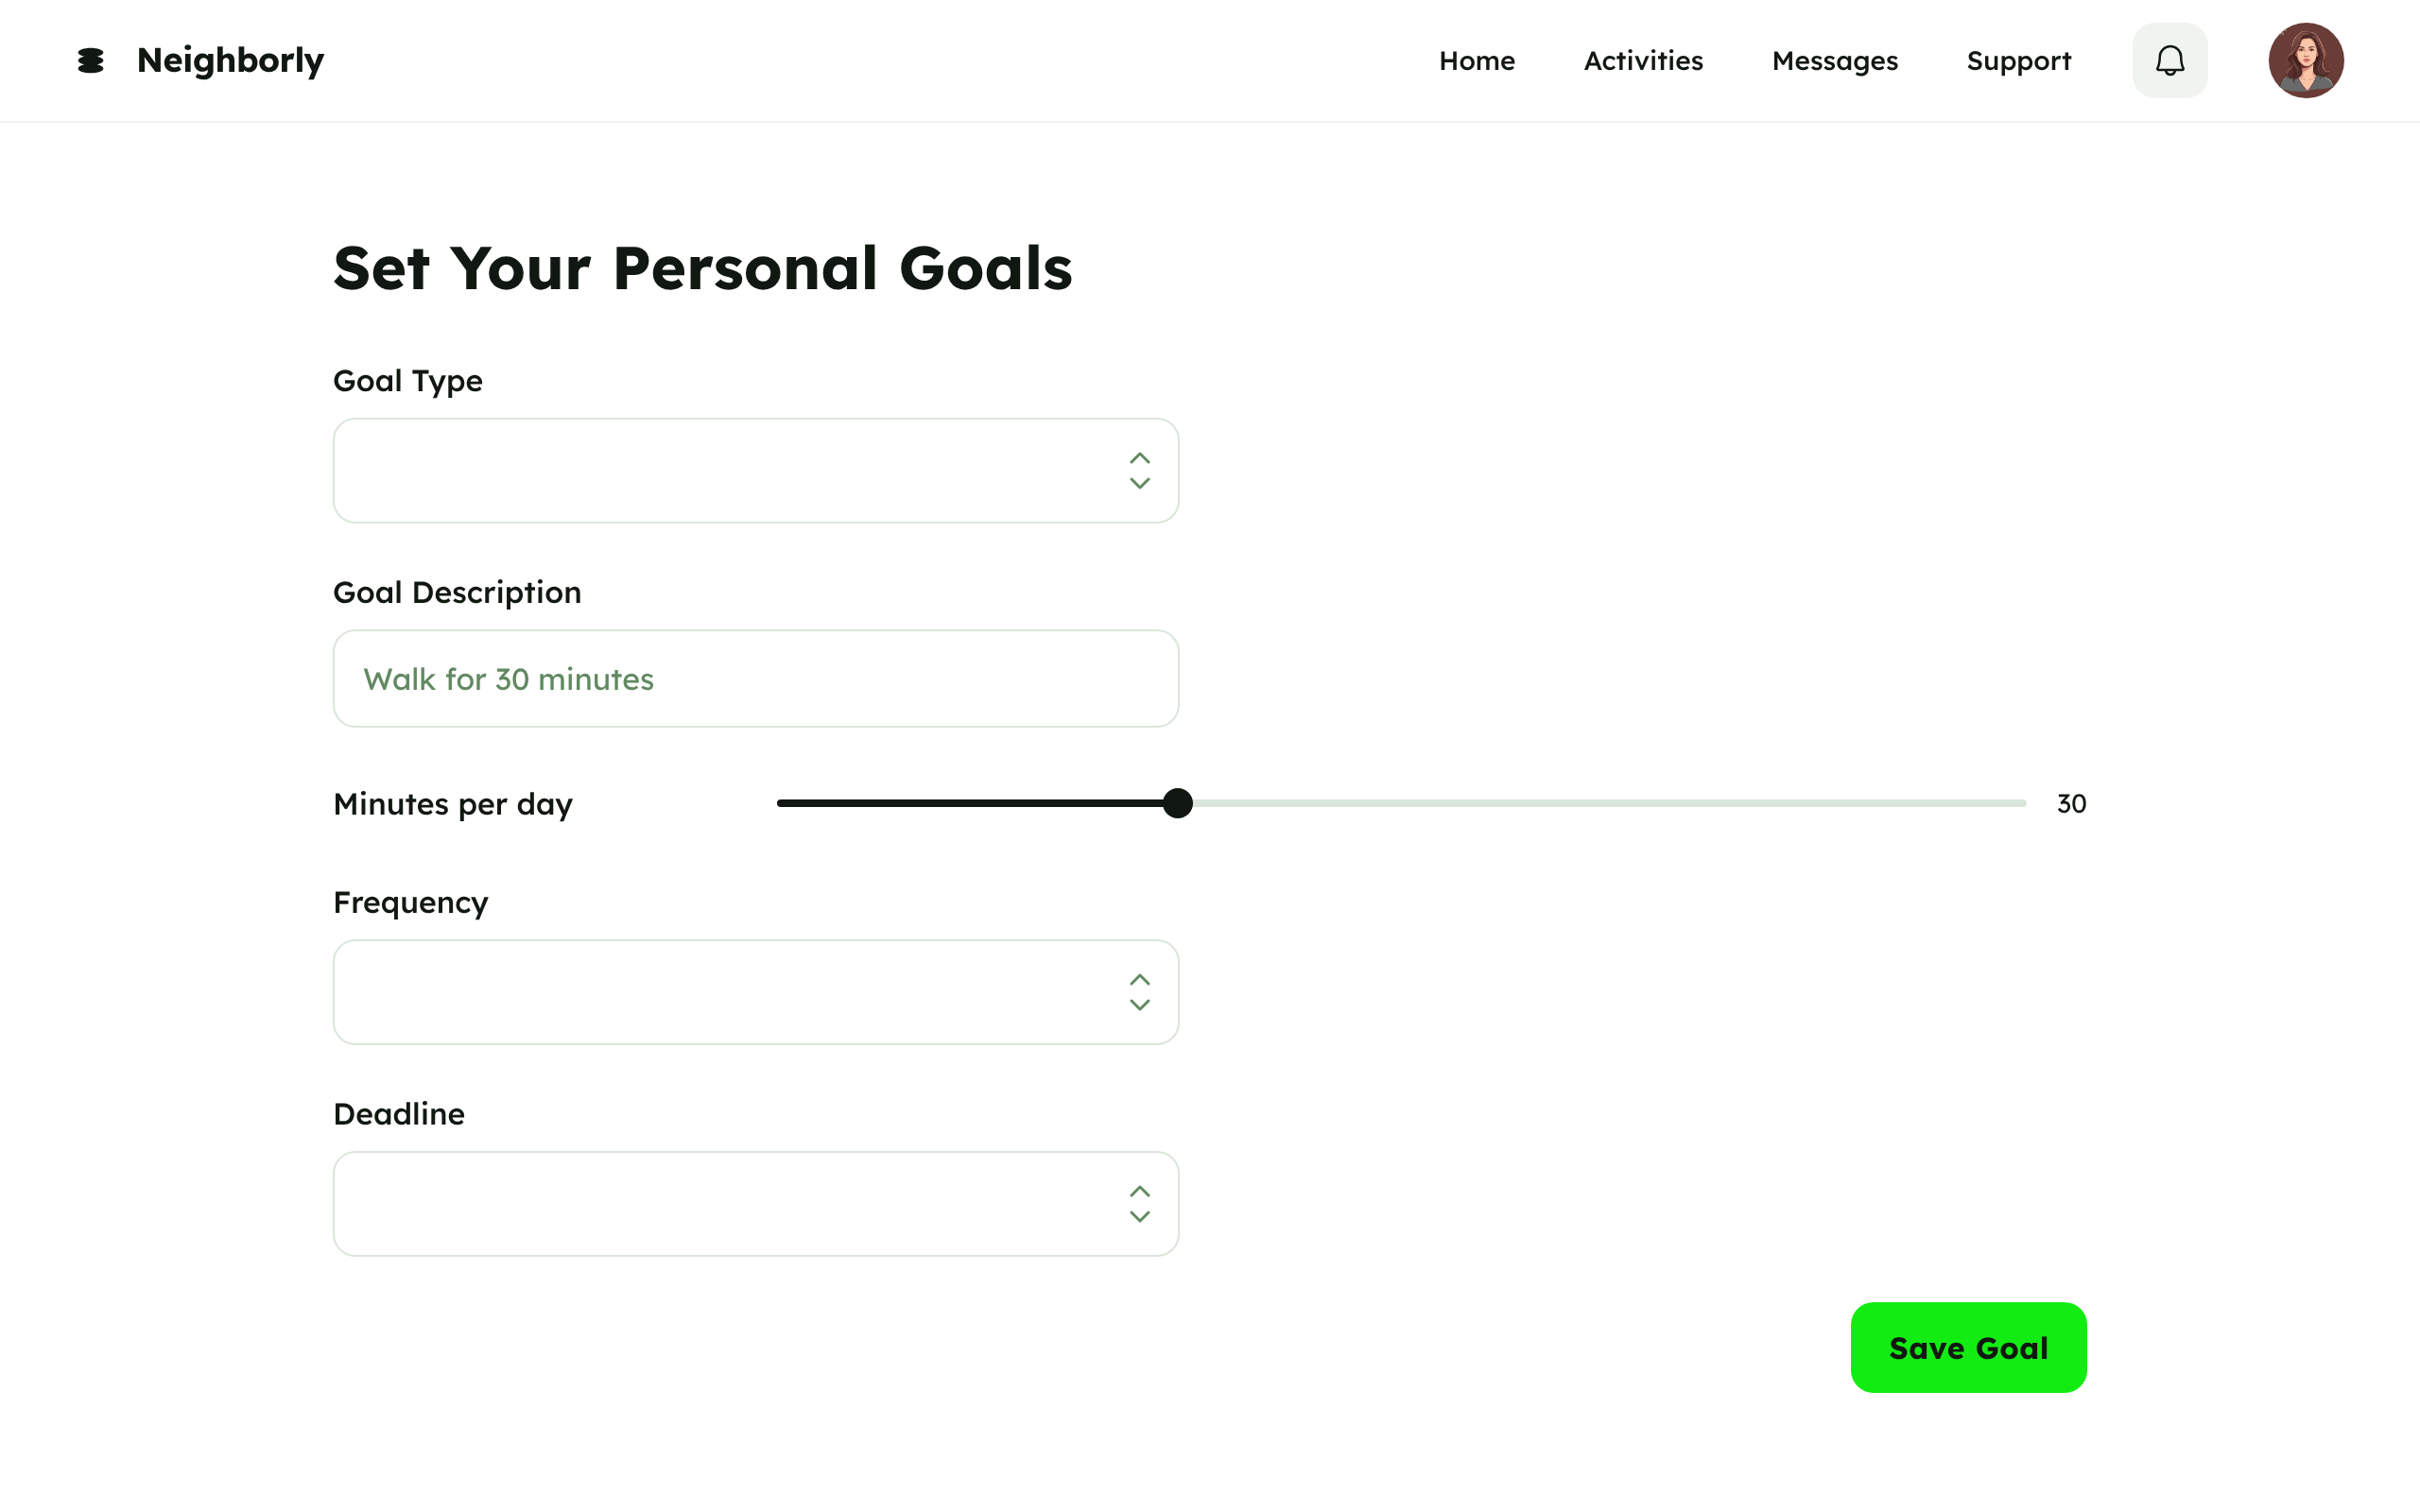 Neighborly
Home Activities Messages Support
Set Your Personal Goals
Goal Type
Goal Description
Walk for 30 minutes
Minutes per day 30
Frequency
Deadline
Save Goal